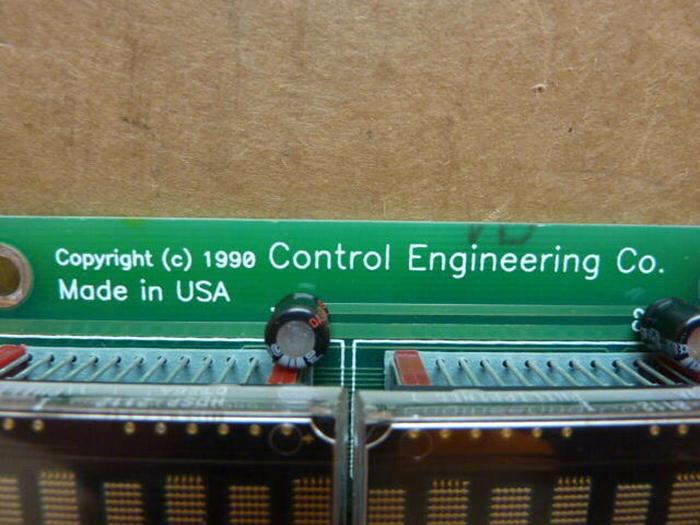 Copyright (c) 1990 Control Engineering Co.
Made in USA